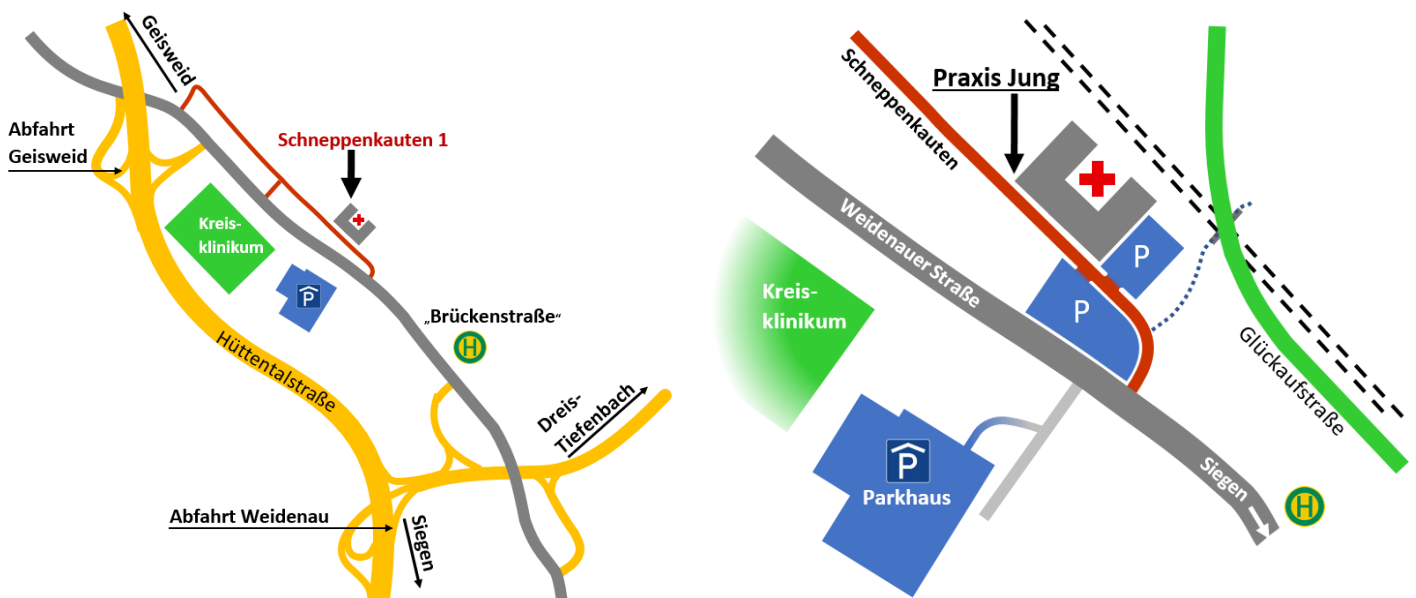 Geisweid
Abfahrt
Geisweid
Schneppenkauten 1
Kreis-
klinikum
P
„Brückenstraße“
H
Hüttentalstraße
Dreis-
Tiefenbach
Abfahrt Weidenau
Siegen
Praxis Jung
Schneppenkauten
Weidenauer Straße
P
P
Kreis-
klinikum
Glückaufstraße
P
Parkhaus
Siegen
H